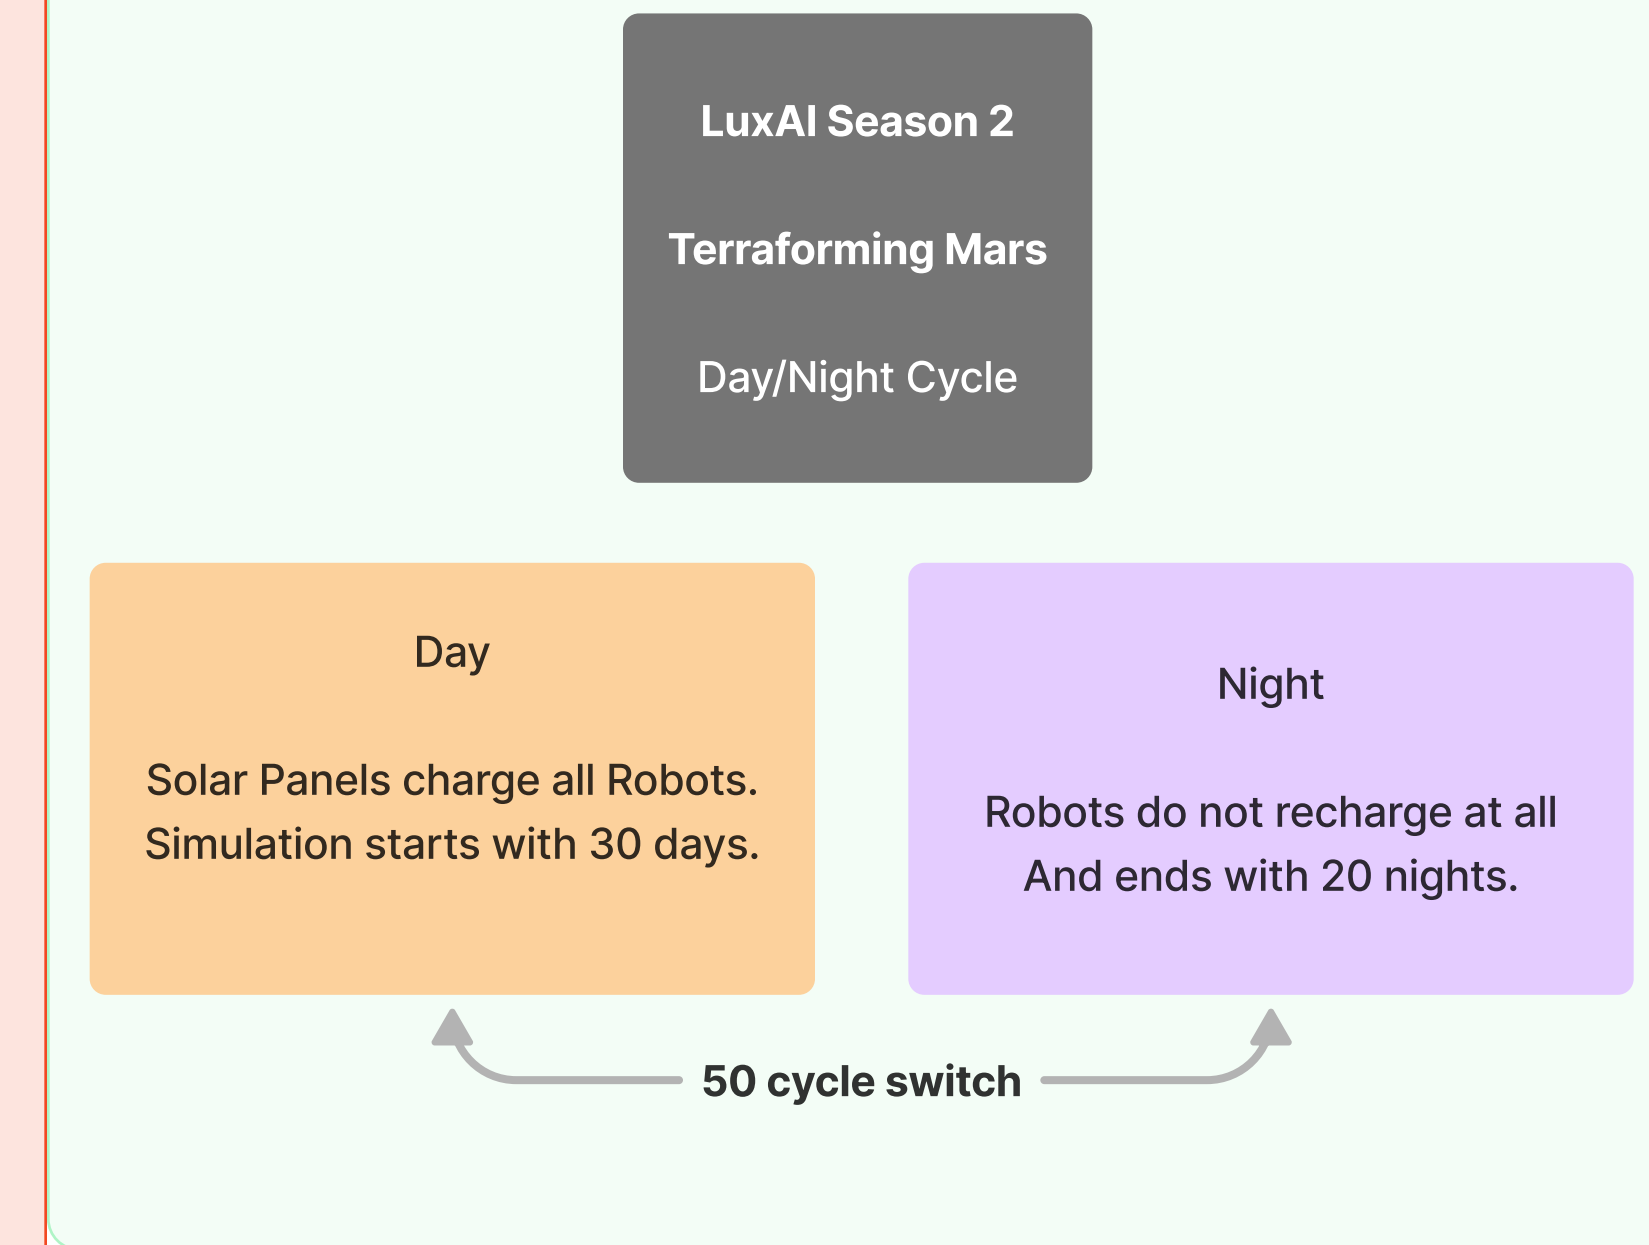 LuxAI Season 2
Terraforming Mars
Day/Night Cycle
Day
Solar Panels charge all Robots.
Simulation starts with 30 days.
Night
Robots do not recharge at all
And ends with 20 nights.
50 cycle switch